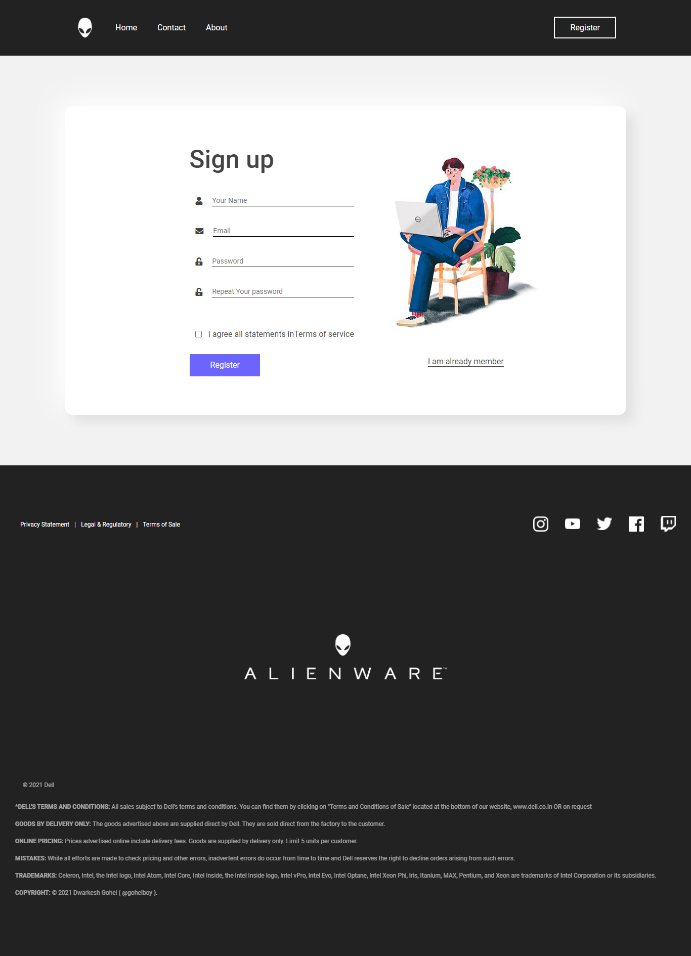 Home Contact About Register
Sign up
Your Name
Email
Password
Repeat Your password
I agree all statements inTerms of service
Register
I am already member
Privacy Statement | Legal & Regulatory | Terms of Sale
ALIENWARE™
© 2021 Dell
*DELL'S TERMS AND CONDITIONS: All sales subject to Dell's terms and conditions. You can find them by clicking on "Terms and Conditions of Sale" located at the bottom of our website, www.dell.co.in OR on request
GOODS BY DELIVERY ONLY: The goods advertised above are supplied direct by Dell. They are sold direct from the factory to the customer.
ONLINE PRICING: Prices advertised online include delivery fees. Goods are supplied by delivery only. Limit 5 units per customer.
MISTAKES: While all efforts are made to check pricing and other errors, inadvertent errors do occur from time to time and Dell reserves the right to decline orders arising from such errors.
TRADEMARKS: Celeron, Intel, the Intel logo, Intel Atom, Intel Core, Intel Inside, the Intel Inside logo, Intel vPro, Intel Evo, Intel Optane, Intel Xeon Phi, Iris, Itanium, MAX, Pentium, and Xeon are trademarks of Intel Corporation or its subsidiaries.
COPYRIGHT: © 2021 Dwarkesh Gohel ( @gohelboy ).